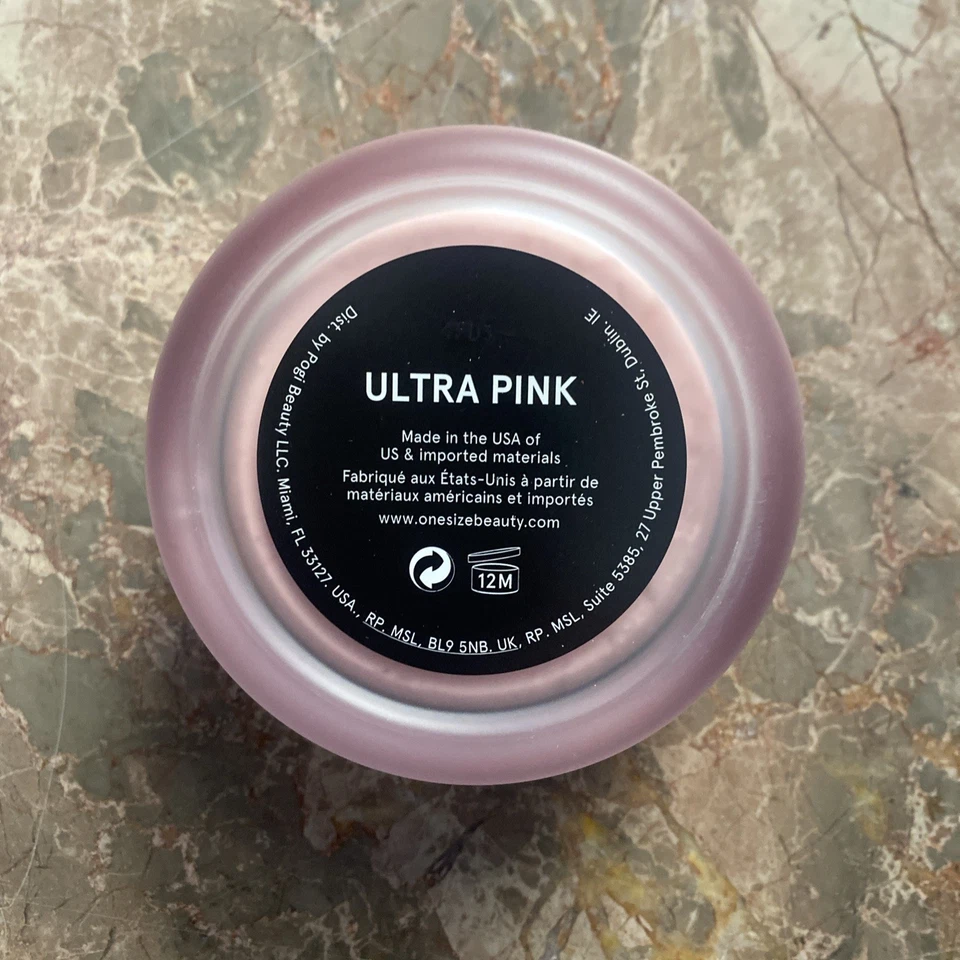 ULTRA PINK
Made in the USA of
US & imported materials
Fabriqué aux États-Unis à partir de
matériaux américains et importés
www.onesizebeauty.com
12M
Dist. by Pogi Beauty LLC. Miami, FL 33127. USA., RP. MSL, BL9 5NB. UK, RP. MSL, Suite 5385, 27 Upper Pembroke St, Dublin. IE